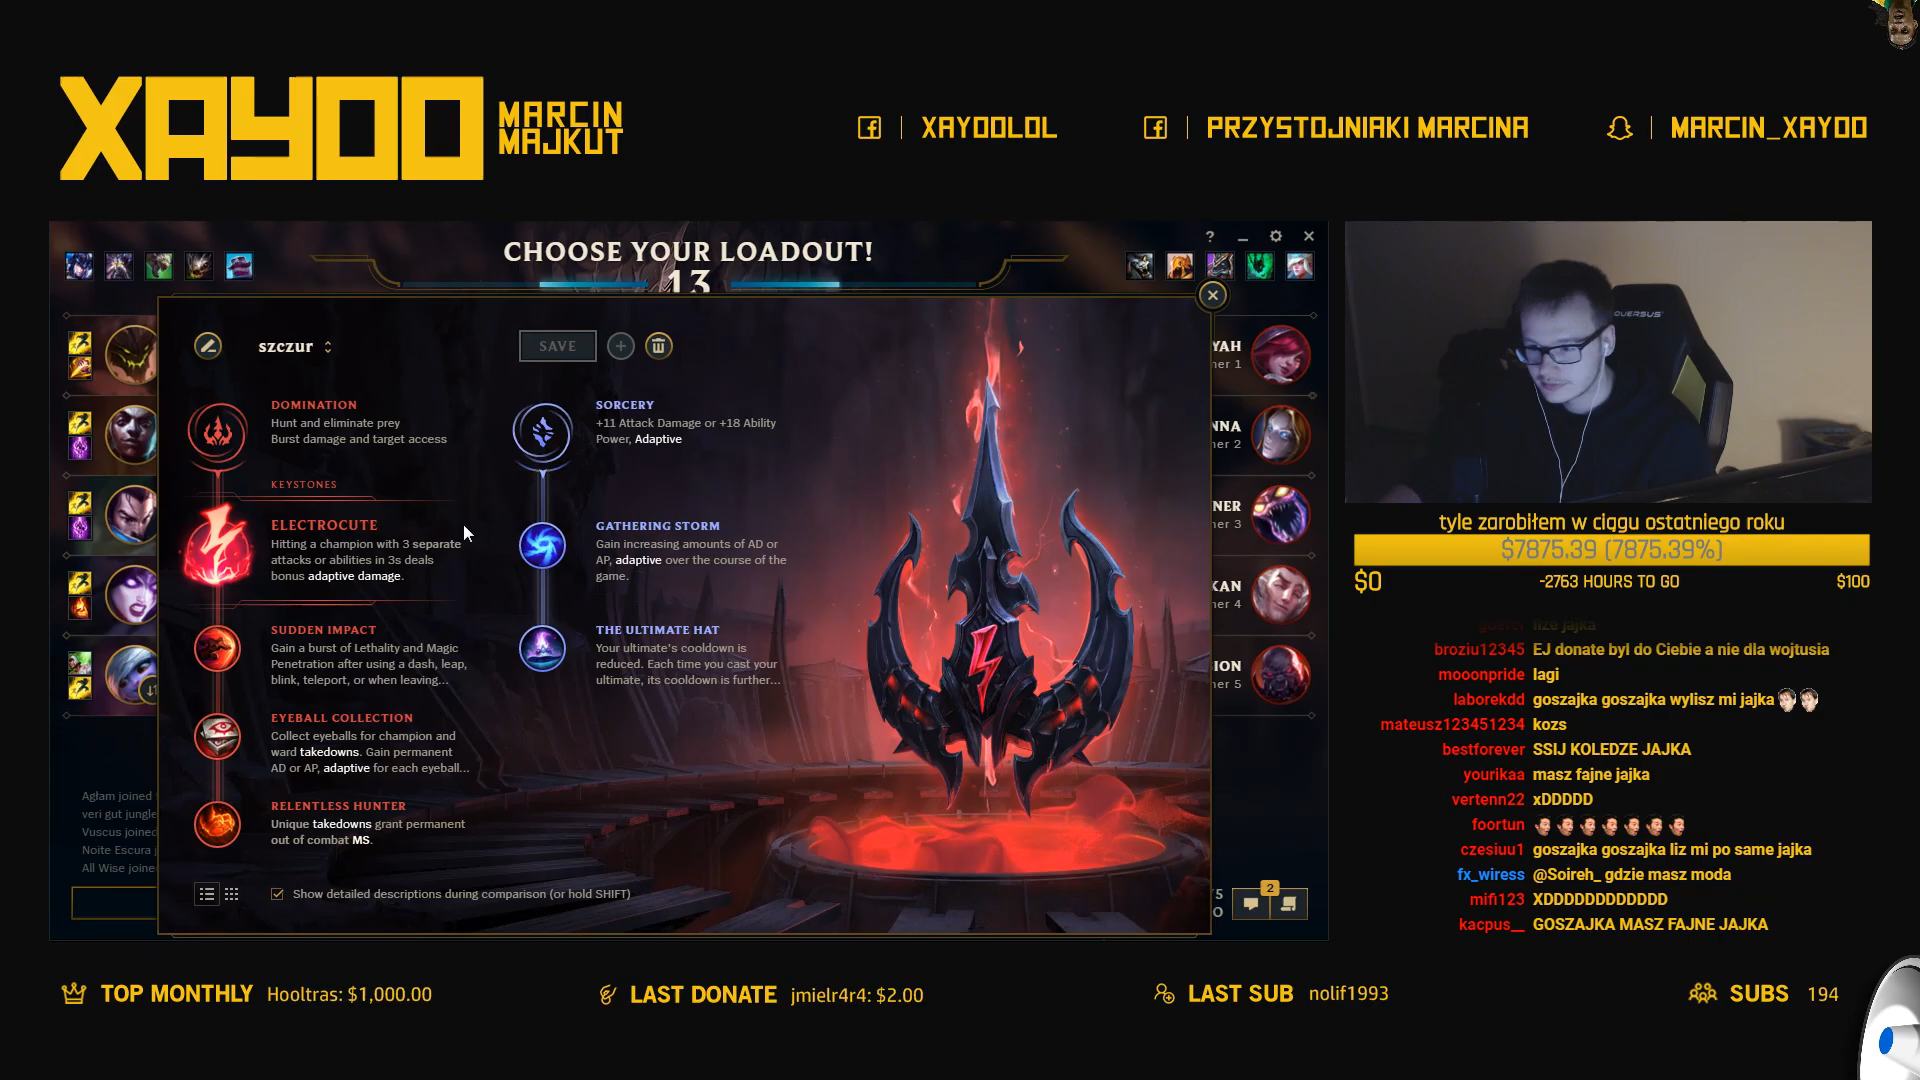 XAYOO
MARCIN
MAJKUT
XAYOOLOL
PRZYSTOJNIAKI MARCINA
MARCIN_XAYOO
CHOOSE YOUR LOADOUT!
13
szczur
SAVE
DOMINATION
Hunt and eliminate prey
Burst damage and target access
KEYSTONES
ELECTROCUTE
Hitting a champion with 3 separate
attacks or abilities in 3s deals
bonus adaptive damage.
SUDDEN IMPACT
Gain a burst of Lethality and Magic
Penetration after using a dash, leap,
blink, teleport, or when leaving...
EYEBALL COLLECTION
Collect eyeballs for champion and
ward takedowns. Gain permanent
AD or AP, adaptive for each eyeball...
RELENTLESS HUNTER
Unique takedowns grant permanent
out of combat MS.
Show detailed descriptions during comparison (or hold SHIFT)
SORCERY
+11 Attack Damage or +18 Ability
Power, Adaptive
GATHERING STORM
Gain increasing amounts of AD or
AP, adaptive over the course of the
game.
THE ULTIMATE HAT
Your ultimate's cooldown is
reduced. Each time you cast your
ultimate, its cooldown is further...
YAH
ner 1
NNA
ner 2
NER
ner 3
KAN
ner 4
ION
ner 5
Agłam joined
veri gut jungle
Vuscus joined
Noite Escura j
All Wise joine
2
QUERSUS
tyle zarobiłem w ciągu ostatniego roku
$7875.39 (7875.39%)
$0
-2763 HOURS TO GO
$100
lize jajka
broziu12345 EJ donate byl do Ciebie a nie dla wojtusia
mooonpride lagi
laborekdd goszajka goszajka wylisz mi jajka
mateusz123451234 kozs
bestforever SSIJ KOLEDZE JAJKA
yourikaa masz fajne jajka
vertenn22 xDDDDD
foortun
czesiuu1 goszajka goszajka liz mi po same jajka
fx_wiress @Soireh_ gdzie masz moda
mifi123 XDDDDDDDDDDDD
kacpus__ GOSZAJKA MASZ FAJNE JAJKA
TOP MONTHLY Hooltras: $1,000.00
LAST DONATE jmielr4r4: $2.00
LAST SUB nolif1993
SUBS 194